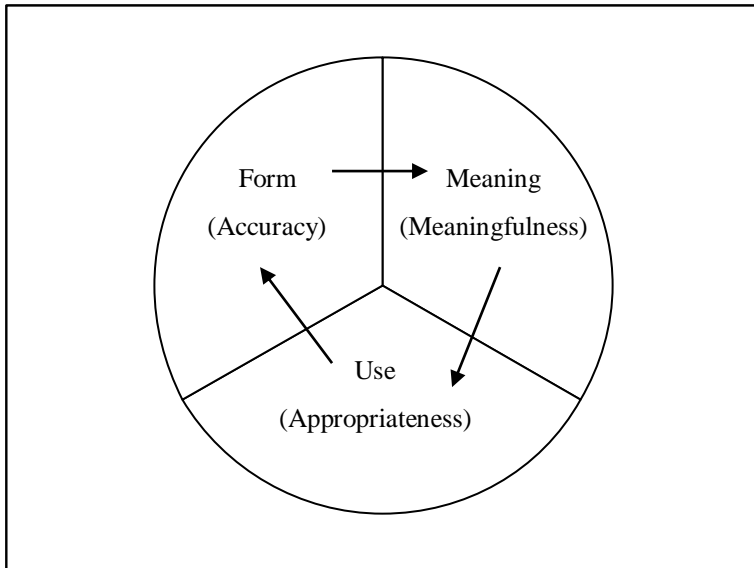 Form
(Accuracy)
Meaning
(Meaningfulness)
Use
(Appropriateness)